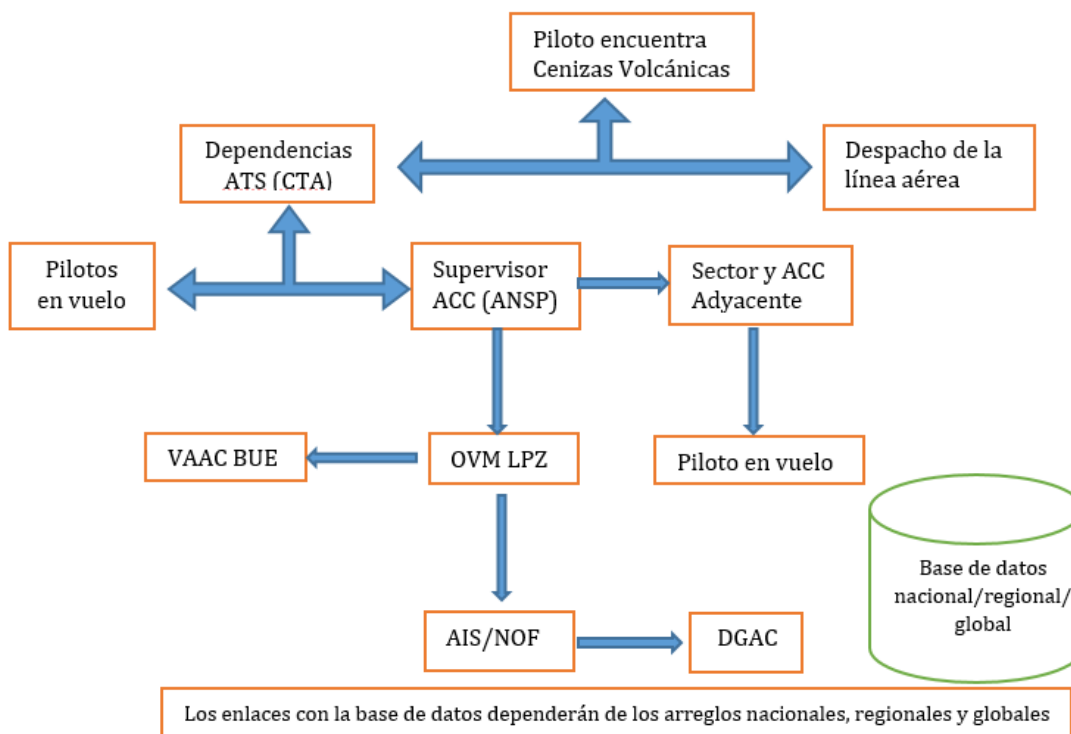 Piloto encuentra
Cenizas Volcánicas
Dependencias
ATS (CTA)
Despacho de la
línea aérea
Pilotos
en vuelo
Supervisor
ACC (ANSP)
Sector y ACC
Adyacente
VAAC BUE
OVM LPZ
Piloto en vuelo
Base de datos
nacional/regional/
global
AIS/NOF
DGAC
Los enlaces con la base de datos dependerán de los arreglos nacionales, regionales y globales